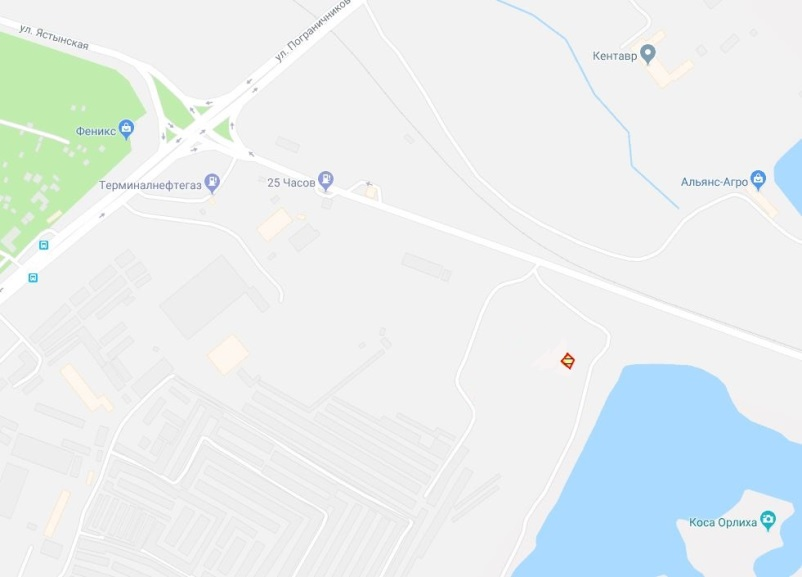 ул. Ястынская
ул. Пограничников
Кентавр
Феникс
Терминалнефтегаз
25 Часов
Альянс-Агро
Коса Орлиха